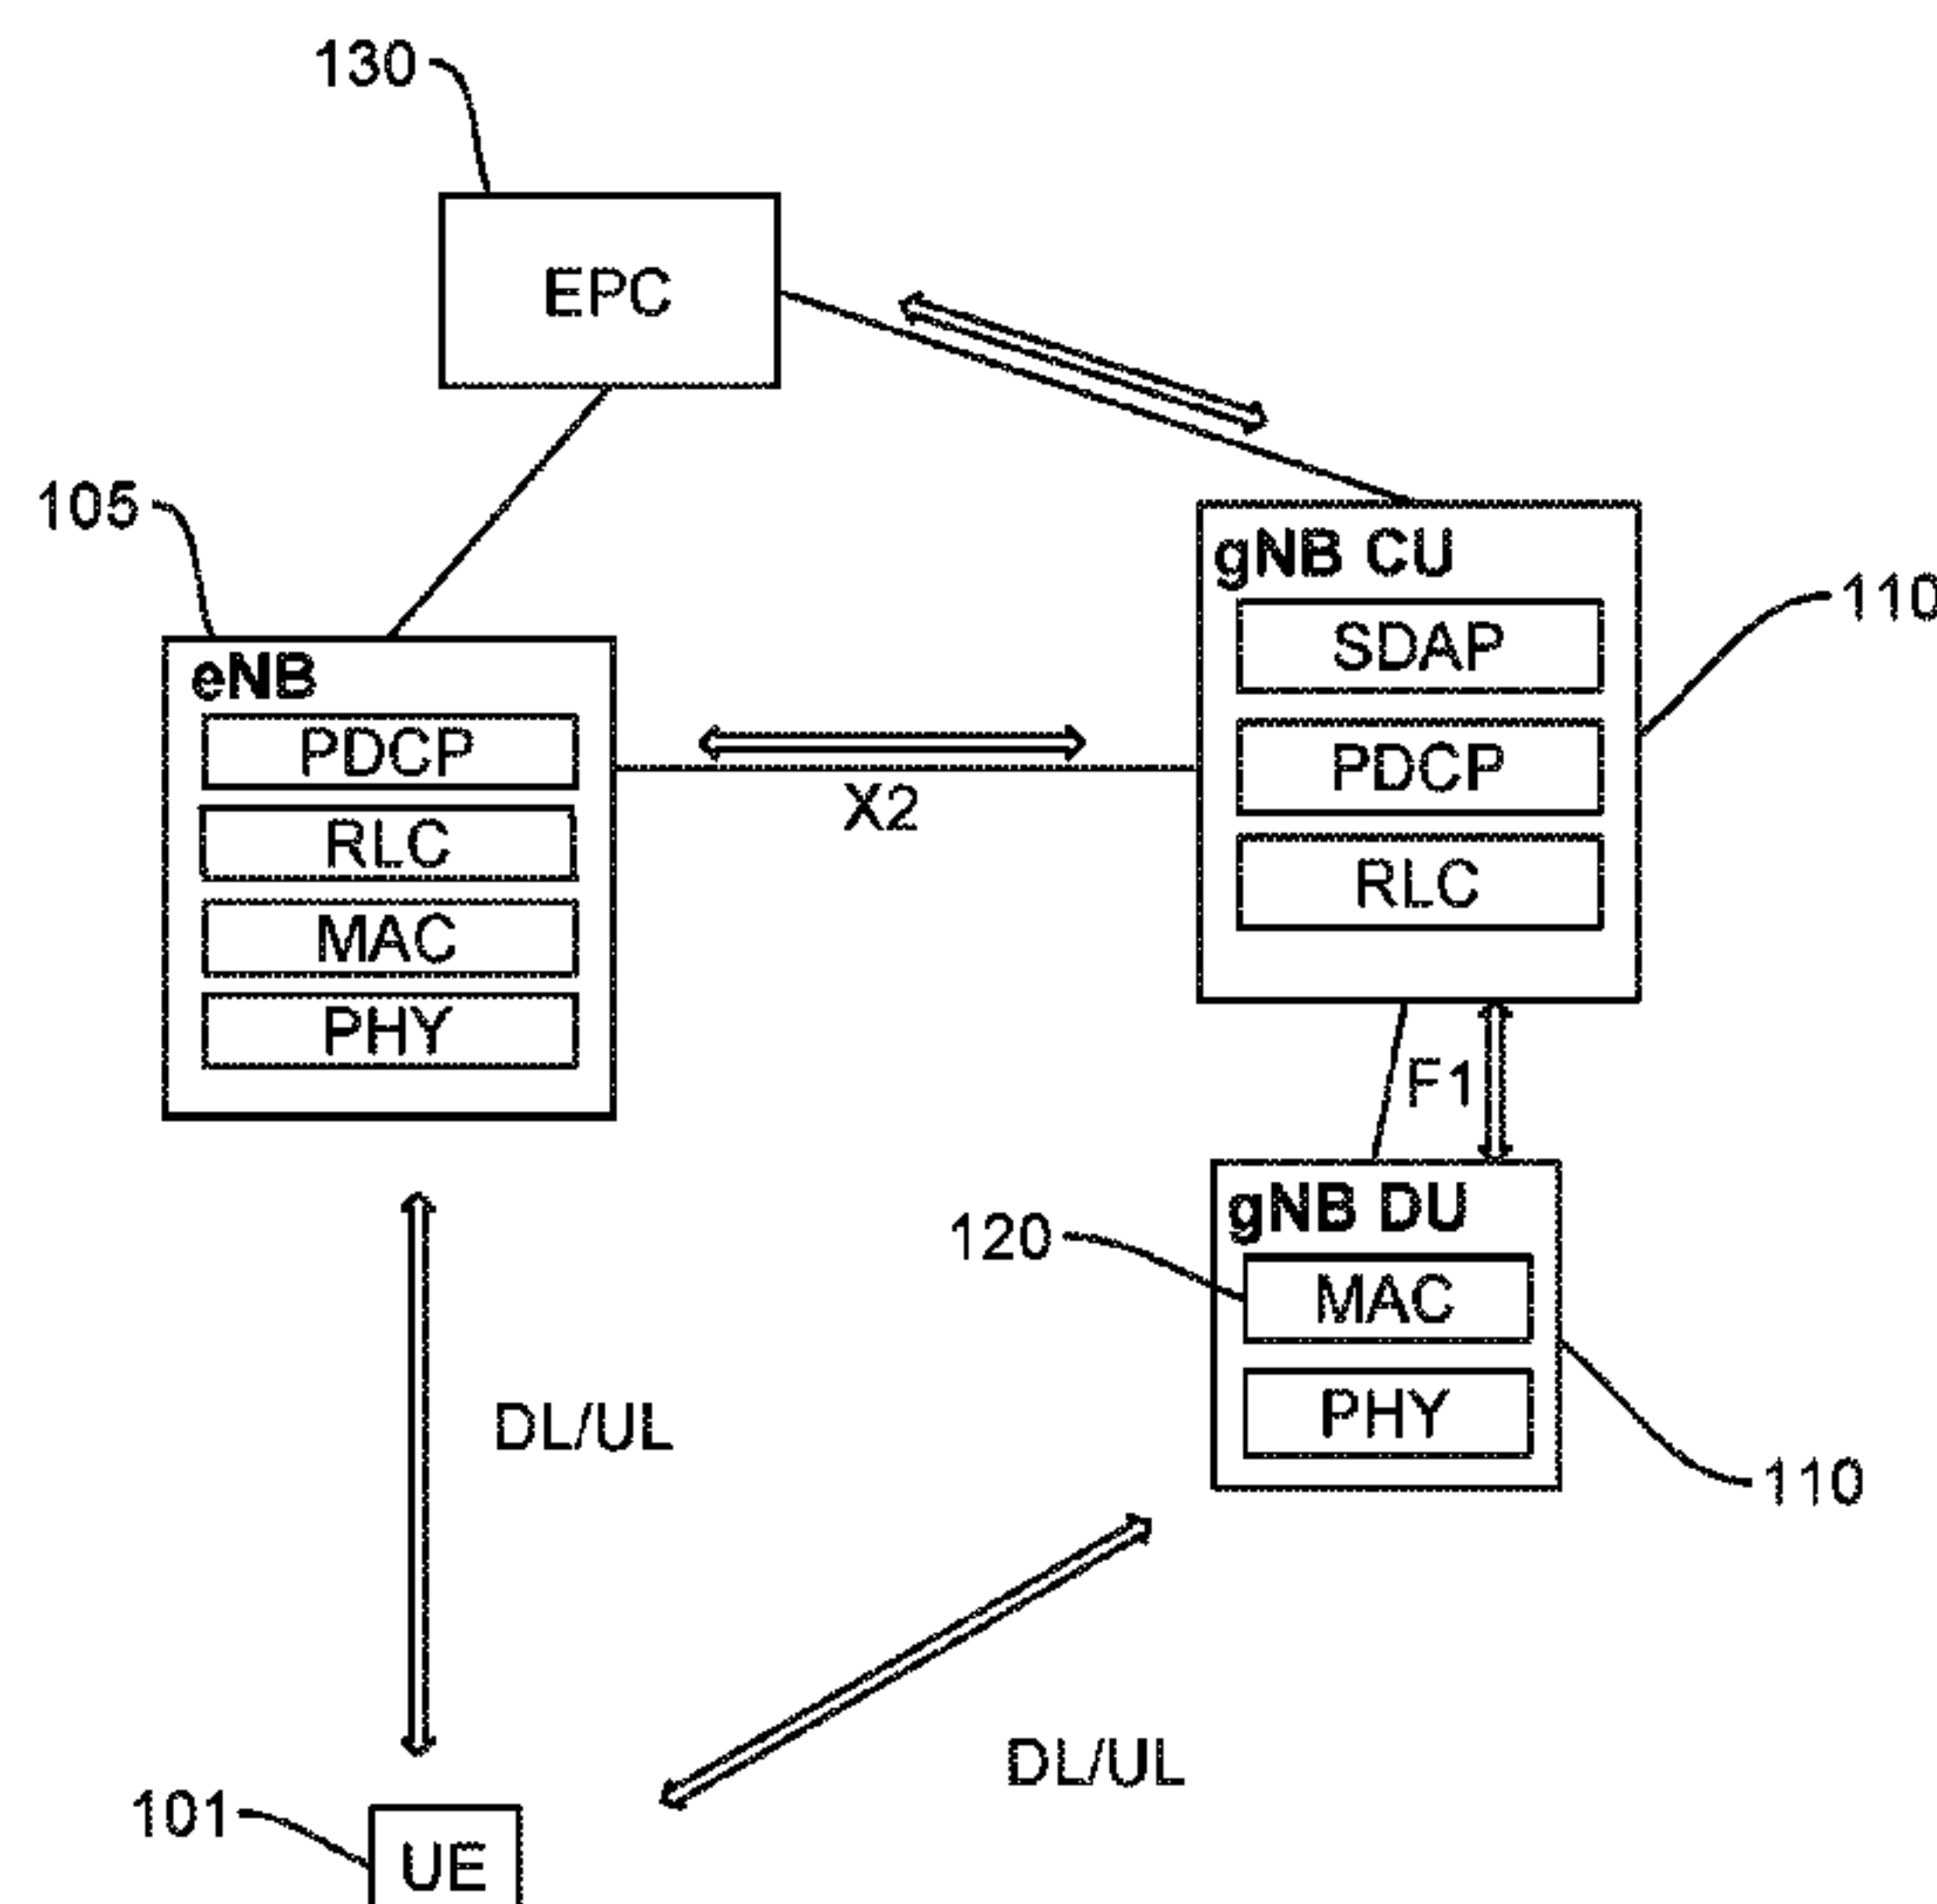 130
EPC
105
gNB CU
SDAP
110
eNB
PDCP
PDCP
X2
RLC
RLC
MAC
PHY
F1
gNB DU
120
MAC
PHY
DL/UL
110
DL/UL
101
UE